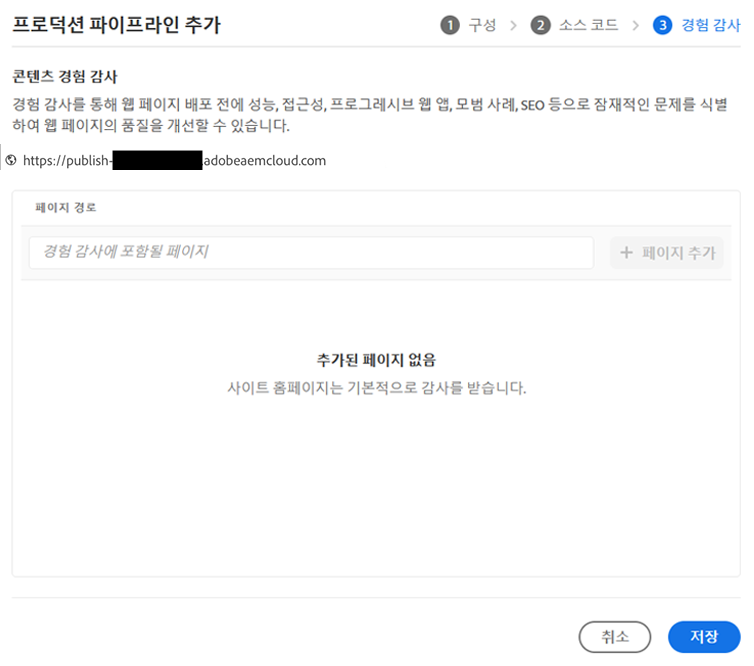 프로덕션 파이프라인 추가
1 구성 > 2 소스 코드 > 3 경험 감사
콘텐츠 경험 감사
경험 감사를 통해 웹 페이지 배포 전에 성능, 접근성, 프로그레시브 웹 앱, 모범 사례, SEO 등으로 잠재적인 문제를 식별
하여 웹 페이지의 품질을 개선할 수 있습니다.
https://publish- adobeaemcloud.com
페이지 경로
경험 감사에 포함될 페이지
+ 페이지 추가
추가된 페이지 없음
사이트 홈페이지는 기본적으로 감사를 받습니다.
취소
저장